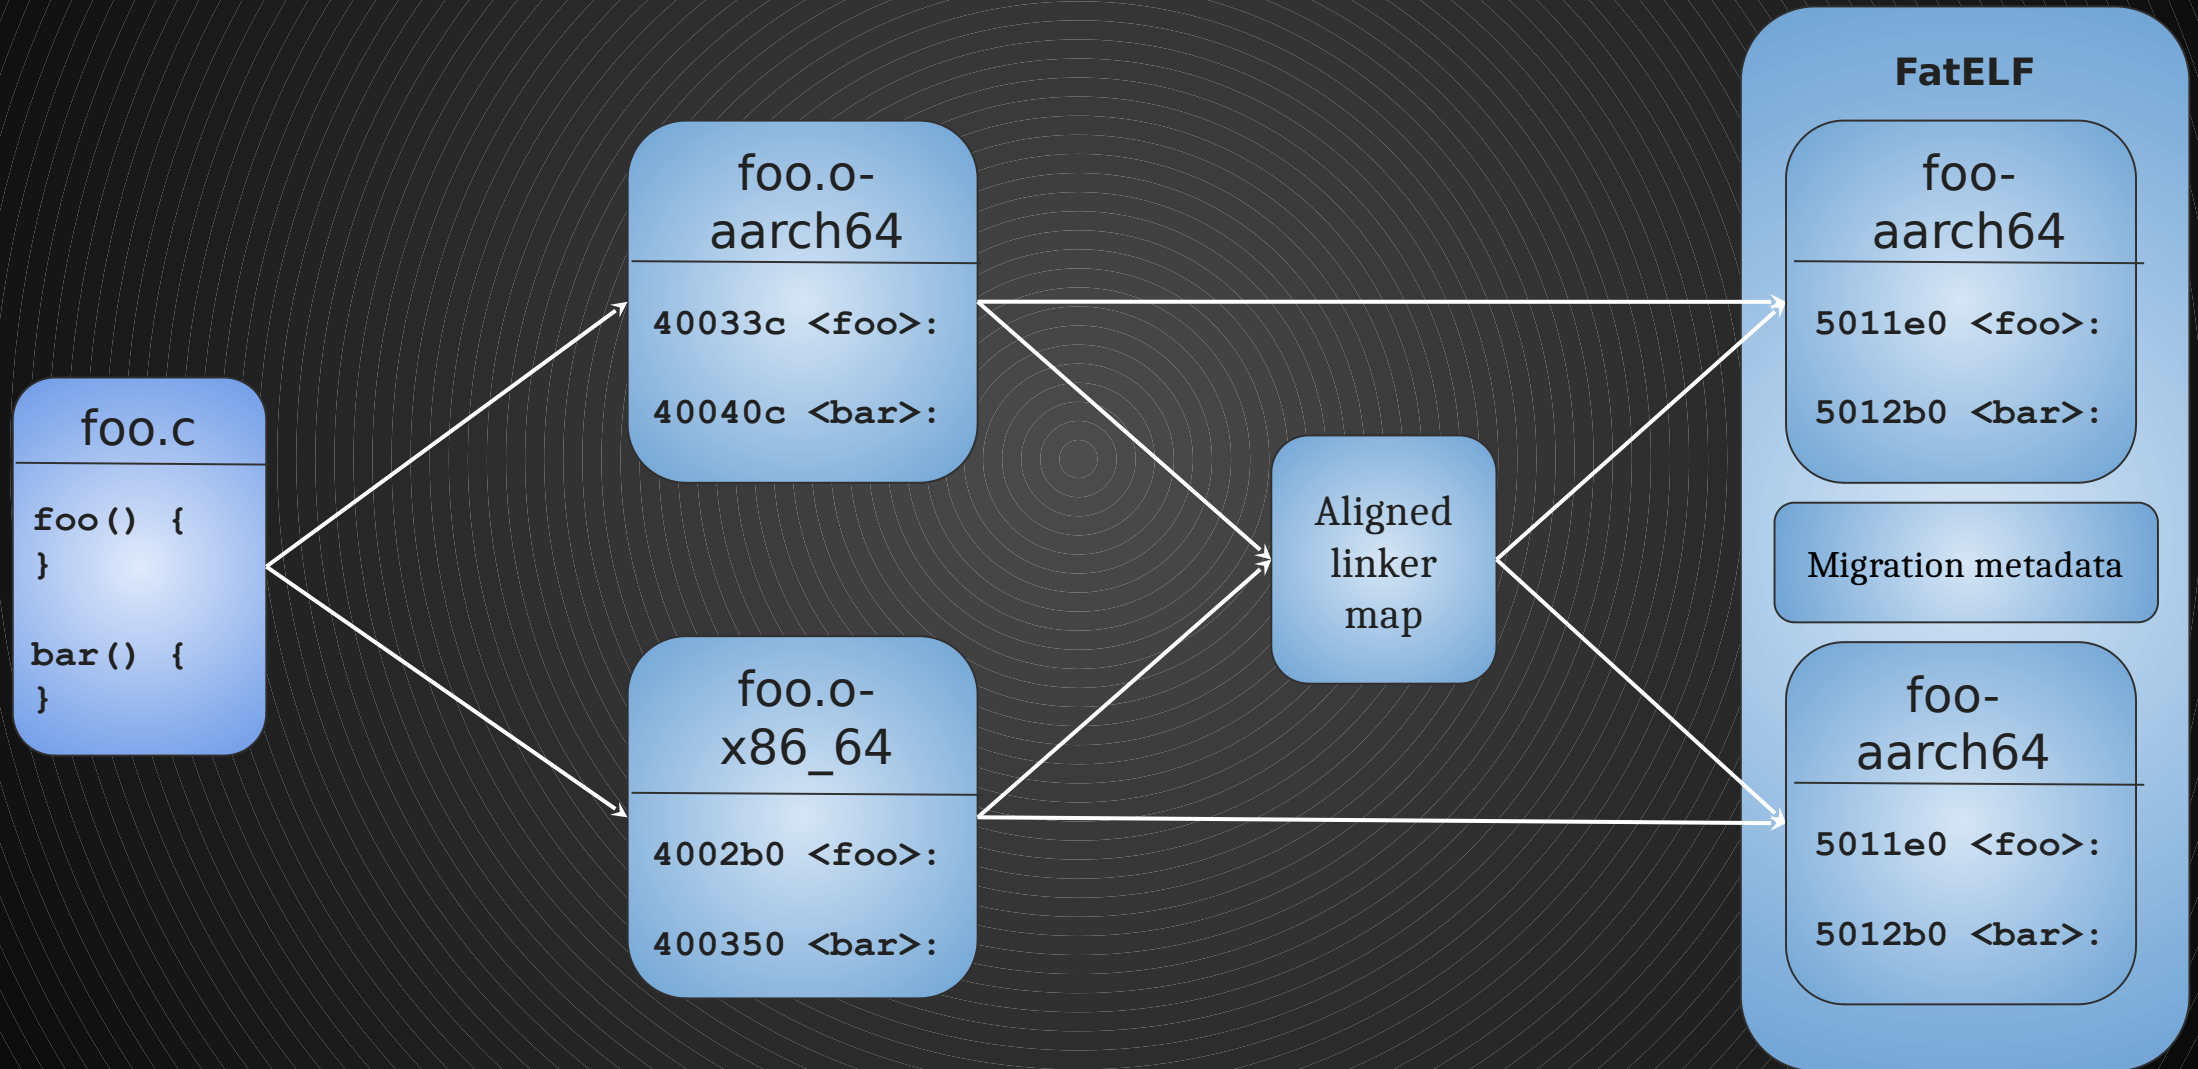 foo.c
foo() {
}
bar() {
}
foo.o-
aarch64
40033c <foo>:
40040c <bar>:
foo.o-
x86_64
4002b0 <foo>:
400350 <bar>:
Aligned
linker
map
FatELF
foo-
aarch64
5011e0 <foo>:
5012b0 <bar>:
Migration metadata
foo-
aarch64
5011e0 <foo>:
5012b0 <bar>: